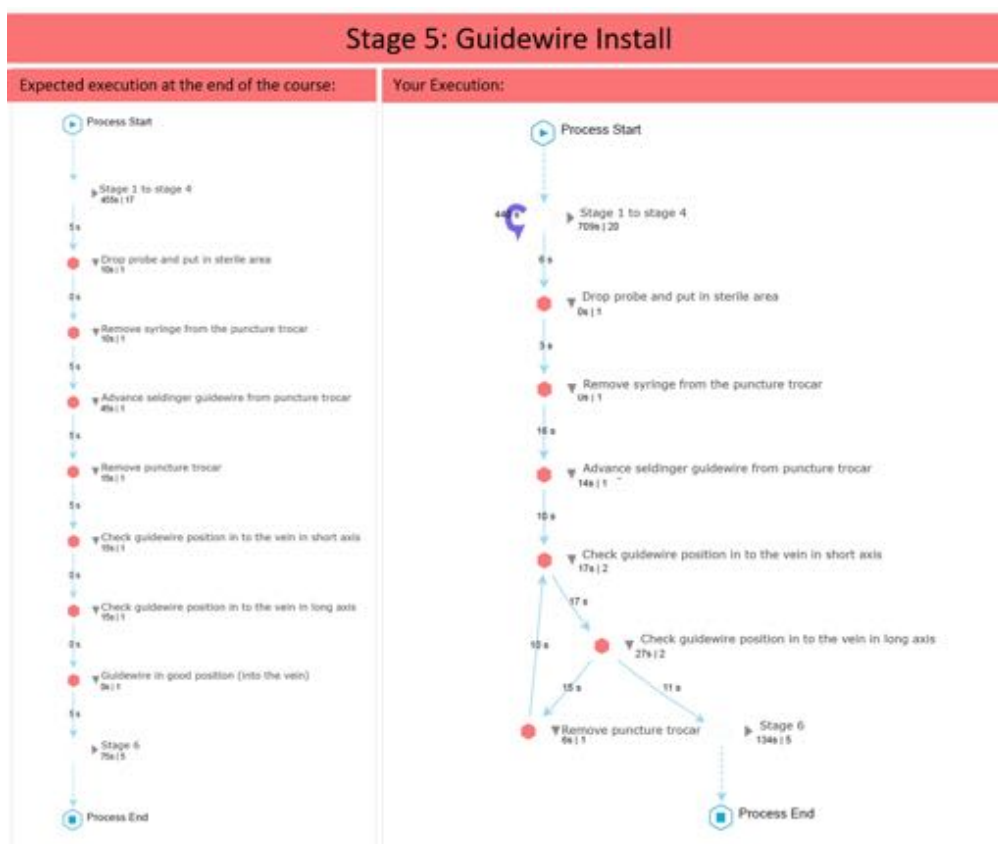 Stage 5: Guidewire Install
Expected execution at the end of the course:
Process Start
Stage 1 to stage 4
455s | 17
5 s
Drop probe and put in sterile area
10s | 1
0 s
Remove syringe from the puncture trocar
10s | 1
5 s
Advance seldinger guidewire from puncture trocar
45s | 1
5 s
Remove puncture trocar
15s | 1
5 s
Check guidewire position in to the vein in short axis
15s | 1
0 s
Check guidewire position in to the vein in long axis
15s | 1
0 s
Guidewire in good position (into the vein)
0s | 1
5 s
Stage 6
75s | 5
Process End
Your Execution:
Process Start
Stage 1 to stage 4
709s | 20
6 s
Drop probe and put in sterile area
0s | 1
3 s
Remove syringe from the puncture trocar
0s | 1
16 s
Advance seldinger guidewire from puncture trocar
14s | 1
10 s
Check guidewire position in to the vein in short axis
17s | 2
17 s
Check guidewire position in to the vein in long axis
27s | 2
10 s
15 s
11 s
Remove puncture trocar
6s | 1
Stage 6
134s | 5
Process End